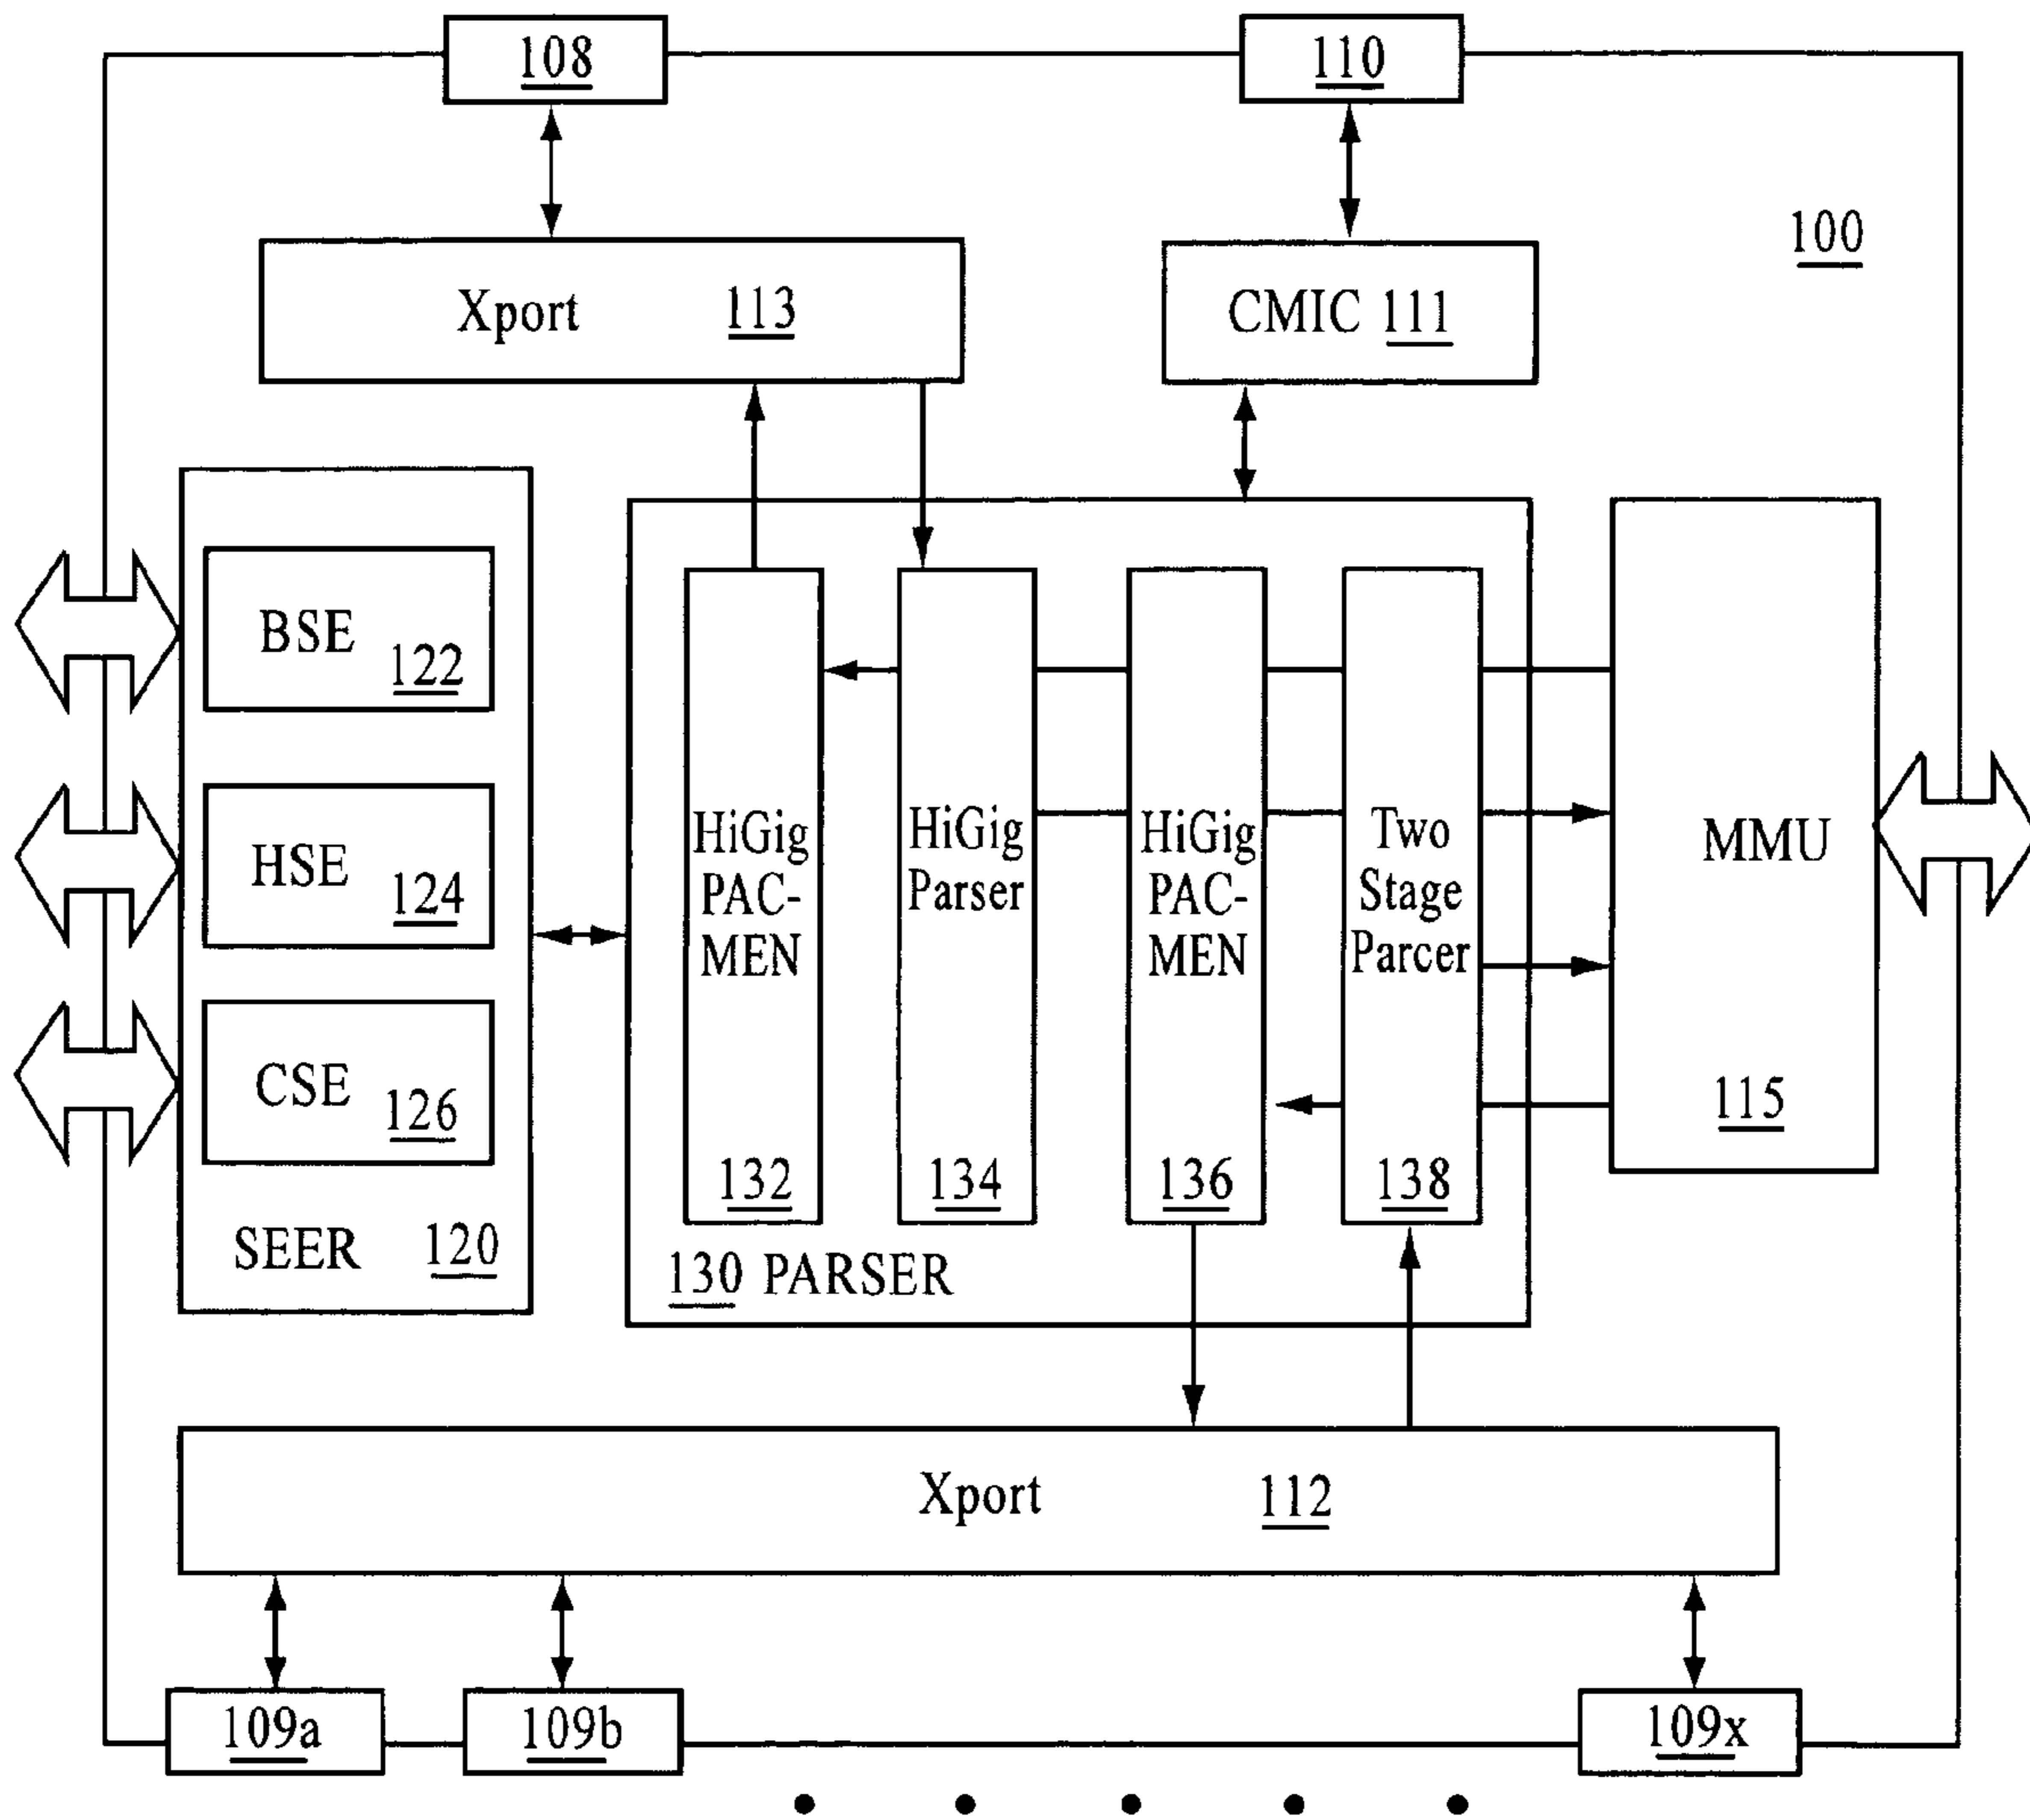 108
110
100
Xport 113
CMIC 111
BSE 122
HSE 124
CSE 126
SEER 120
HiGig
PAC-
MEN
132
HiGig
Parser
134
HiGig
PAC-
MEN
136
Two
Stage
Parcer
138
130 PARSER
MMU
115
Xport 112
109a
109b
109x